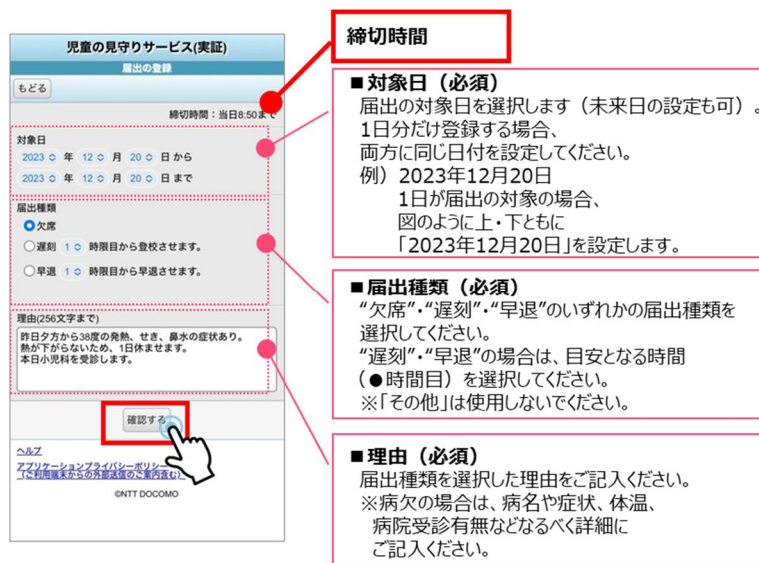 児童の見守りサービス(実証)
届出の登録
もどる
締切時間：当日8:50まで
対象日
2023 年 12 月 20 日 から
2023 年 12 月 20 日 まで
届出種類
欠席
遅刻 1 時限目から登校させます。
早退 1 時限目から早退させます。
理由(256文字まで)
昨日夕方から38度の発熱、せき、鼻水の症状あり。
熱が下がらないため、1日休ませます。
本日小児科を受診します。
確認する
ヘルプ
アプリケーションプライバシーポリシー
(ご利用端末からの外部送信のご案内含む)
©NTT DOCOMO
締切時間
■対象日（必須）
届出の対象日を選択します（未来日の設定も可）。
1日分だけ登録する場合、
両方に同じ日付を設定してください。
例）2023年12月20日
1日が届出の対象の場合、
図のように上・下ともに
「2023年12月20日」を設定します。
■届出種類（必須）
“欠席”・“遅刻”・“早退”のいずれかの届出種類を
選択してください。
“遅刻”・“早退”の場合は、目安となる時間
（●時間目）を選択してください。
※「その他」は使用しないでください。
■理由（必須）
届出種類を選択した理由をご記入ください。
※病欠の場合は、病名や症状、体温、
病院受診有無などなるべく詳細に
ご記入ください。